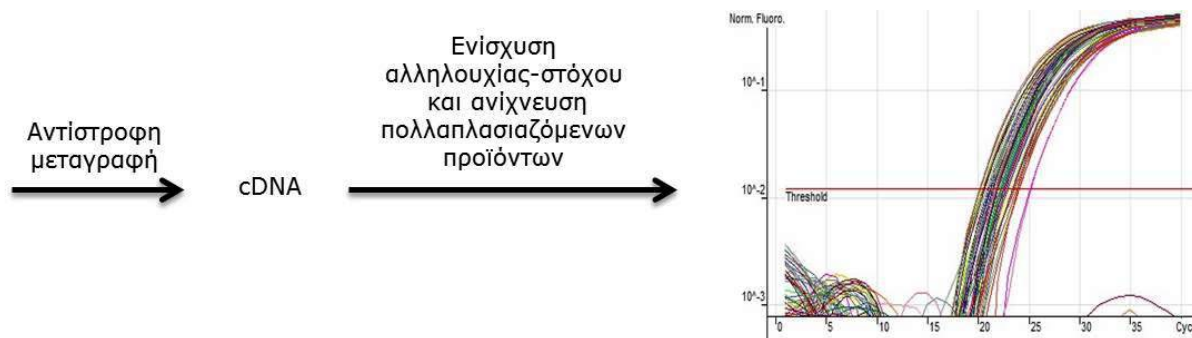 Αντίστροφη
μεταγραφή
cDNA
Ενίσχυση
αλληλουχίας-στόχου
και ανίχνευση
πολλαπλασιαζόμενων
προϊόντων
Norm. Fluoro.
10^-1
10^-2
Threshold
10^-3
0 5 10 15 20 25 30 35 Cyc